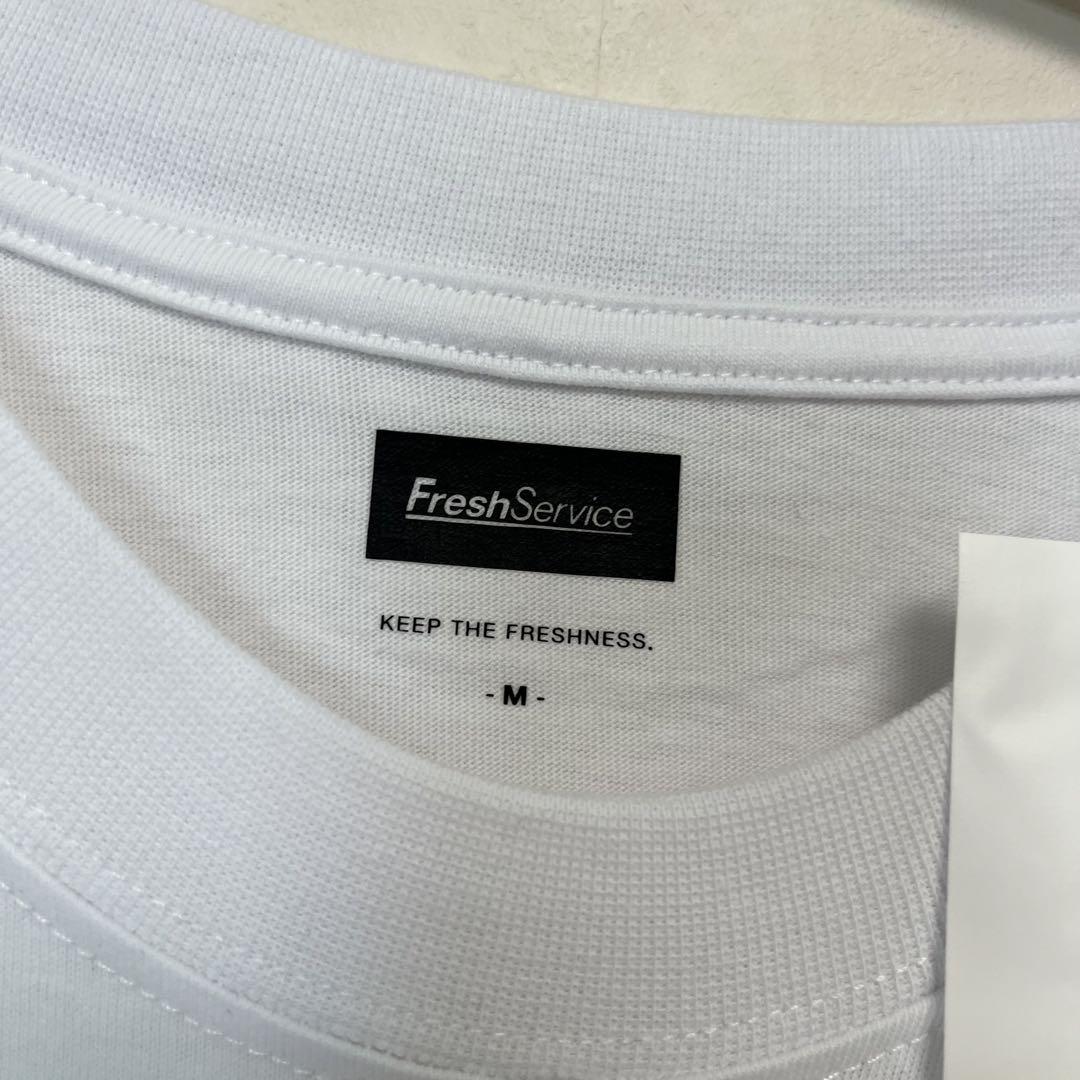 FreshService
KEEP THE FRESHNESS.
- M -